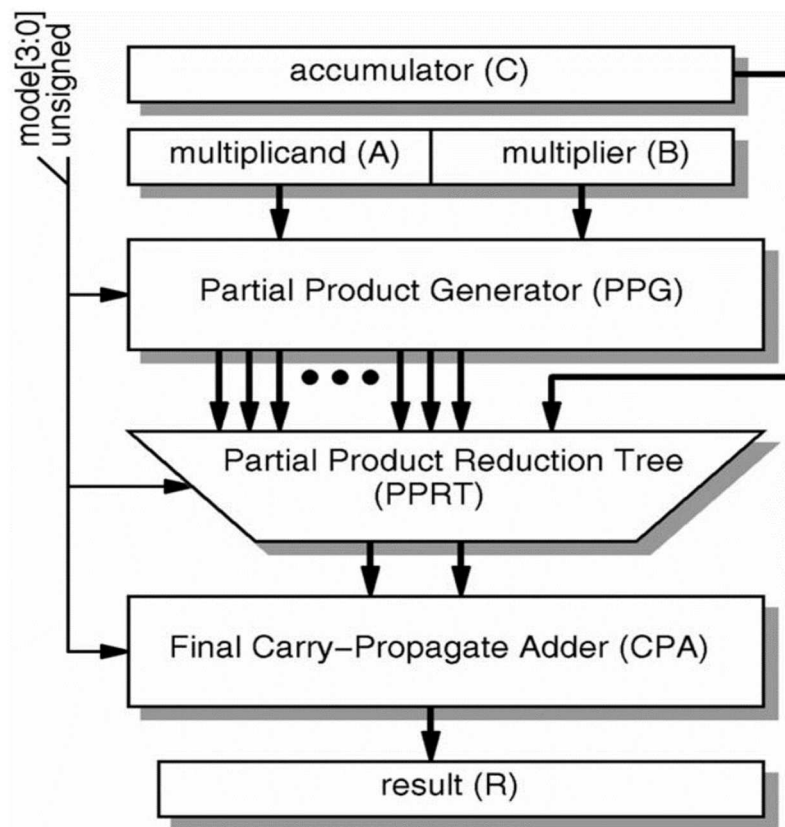 mode[3:0]
unsigned
accumulator (C)
multiplicand (A)
multiplier (B)
Partial Product Generator (PPG)
Partial Product Reduction Tree
(PPRT)
Final Carry–Propagate Adder (CPA)
result (R)